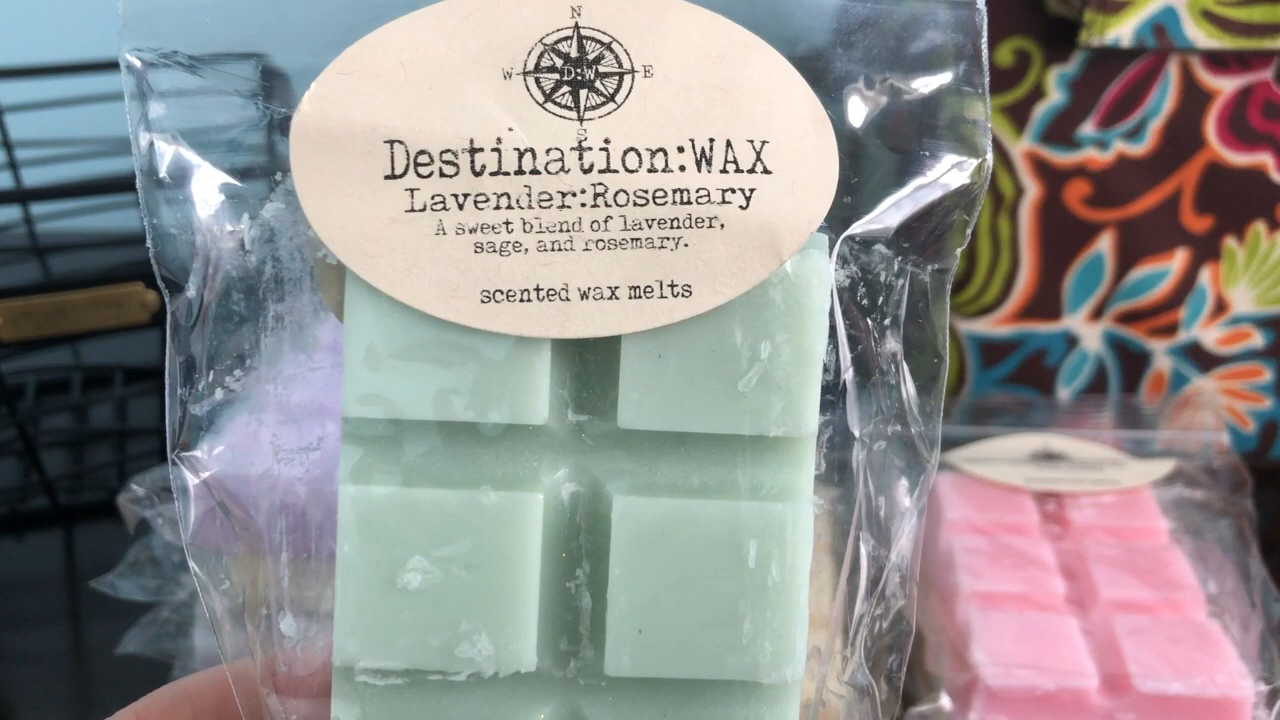 N
W D:W E
S
Destination:WAX
Lavender:Rosemary
A sweet blend of lavender,
sage, and rosemary.
scented wax melts